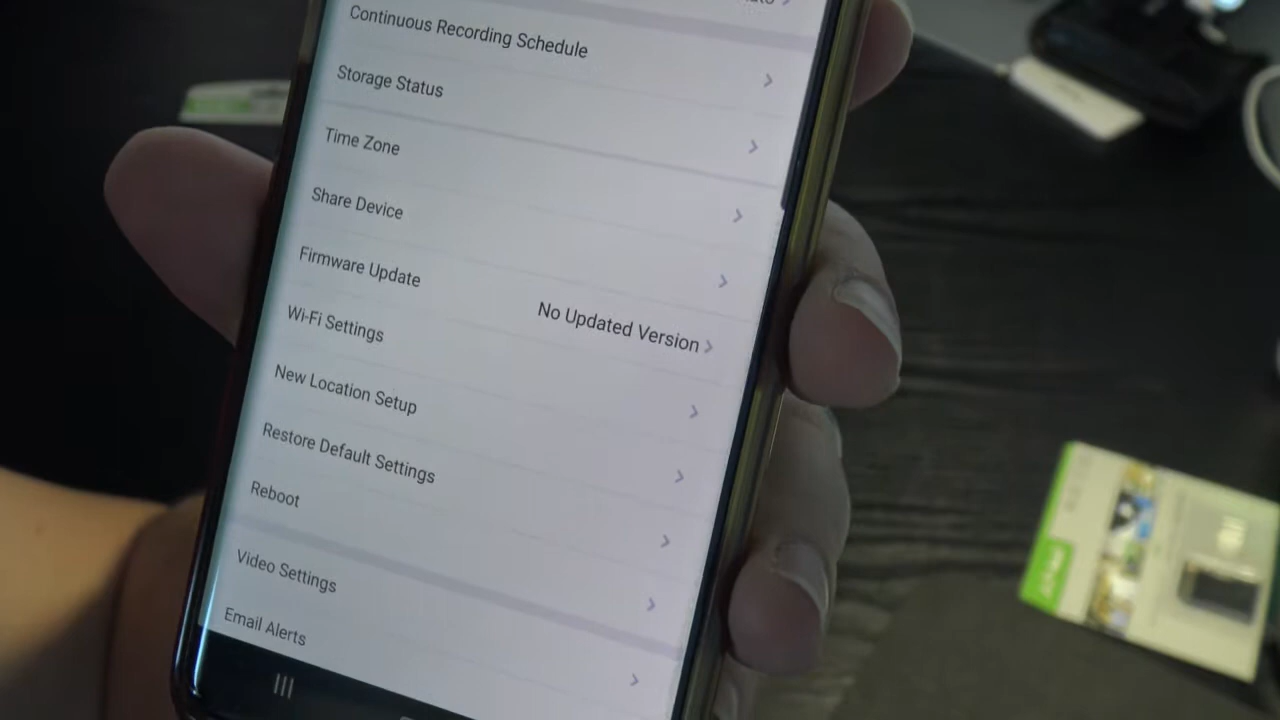 Continuous Recording Schedule
Storage Status
Time Zone
Share Device
Firmware Update
No Updated Version
Wi-Fi Settings
New Location Setup
Restore Default Settings
Reboot
Video Settings
Email Alerts